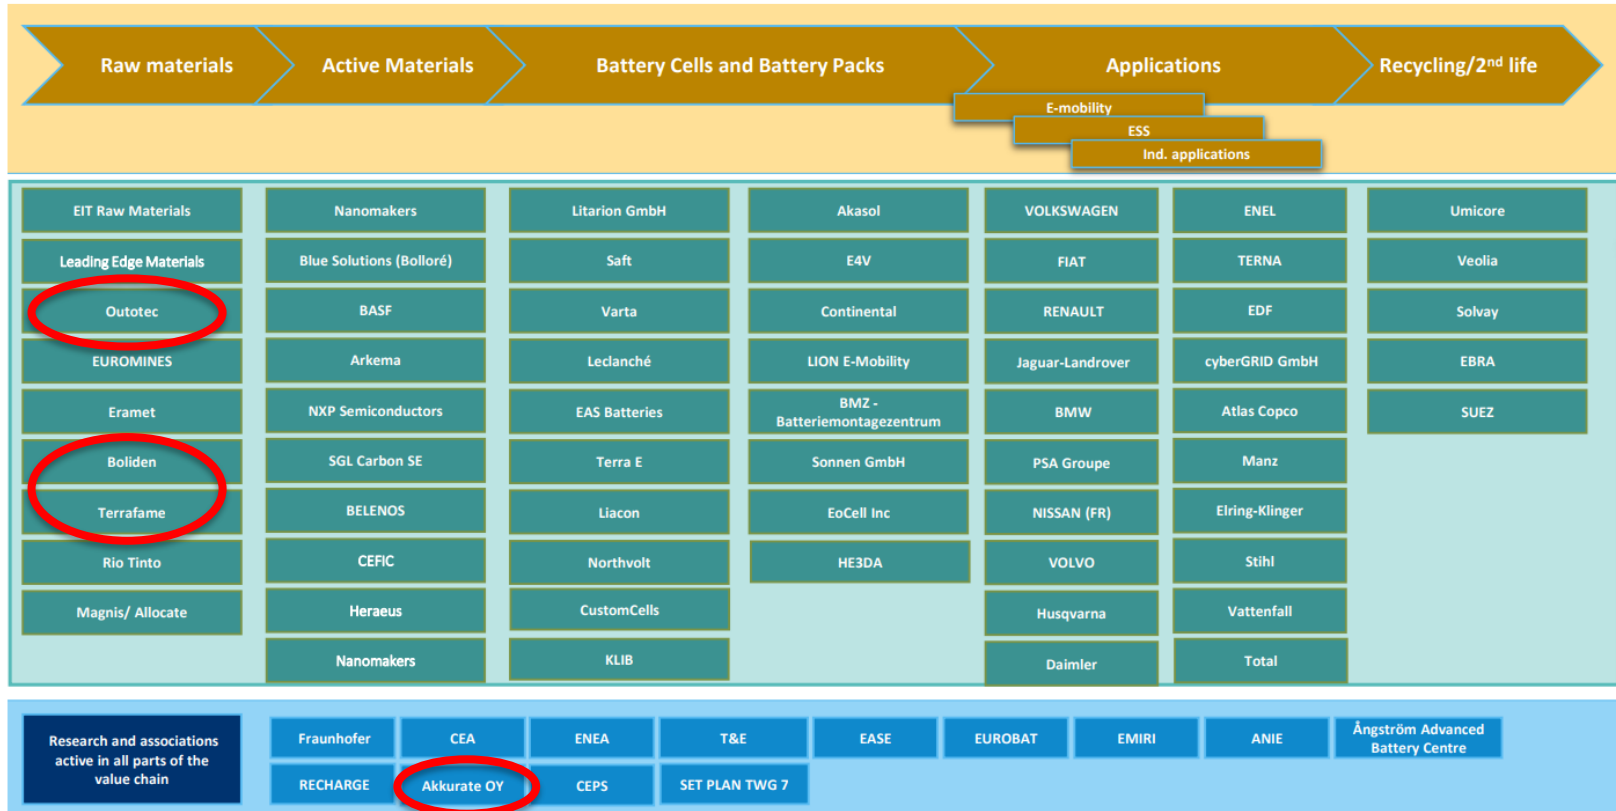 Raw materials
Active Materials
Battery Cells and Battery Packs
Applications
Recycling/2nd life
E-mobility
ESS
Ind. applications
EIT Raw Materials
Leading Edge Materials
Outotec
EUROMINES
Eramet
Boliden
Terrafame
Rio Tinto
Magnis/ Allocate
Nanomakers
Blue Solutions (Bolloré)
BASF
Arkema
NXP Semiconductors
SGL Carbon SE
BELENOS
CEFIC
Heraeus
Nanomakers
Litarion GmbH
Saft
Varta
Leclanché
EAS Batteries
Terra E
Liacon
Northvolt
CustomCells
KLIB
Akasol
E4V
Continental
LION E-Mobility
BMZ -
Batteriemontagezentrum
Sonnen GmbH
EoCell Inc
HE3DA
VOLKSWAGEN
FIAT
RENAULT
Jaguar-Landrover
BMW
PSA Groupe
NISSAN (FR)
VOLVO
Husqvarna
Daimler
ENEL
TERNA
EDF
cyberGRID GmbH
Atlas Copco
Manz
Elring-Klinger
Stihl
Vattenfall
Total
Umicore
Veolia
Solvay
EBRA
SUEZ
Research and associations
active in all parts of the
value chain
Fraunhofer
CEA
ENEA
T&E
EASE
EUROBAT
EMIRI
ANIE
Ångström Advanced
Battery Centre
RECHARGE
Akkurate OY
CEPS
SET PLAN TWG 7